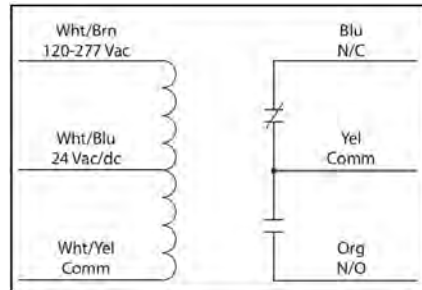 Wht/Brn
120-277 Vac
Blu
N/C
Wht/Blu
24 Vac/dc
Yel
Comm
Wht/Yel
Comm
Org
N/O